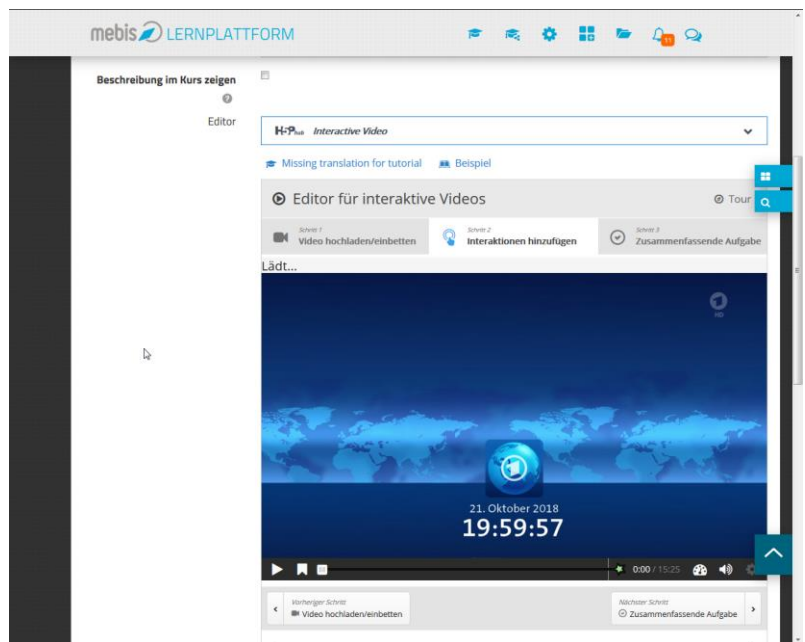 mebis LERNPLATTFORM
11
Beschreibung im Kurs zeigen
Editor
H-P Interactive Video
Missing translation for tutorial Beispiel
Editor für interaktive Videos Tour
Schritt 1
Video hochladen/einbetten
Schritt 2
Interaktionen hinzufügen
Schritt 3
Zusammenfassende Aufgabe
Lädt...
HD
21. Oktober 2018
19:59:57
0:00 / 15:25
Vorheriger Schritt
Video hochladen/einbetten
Nächster Schritt
Zusammenfassende Aufgabe